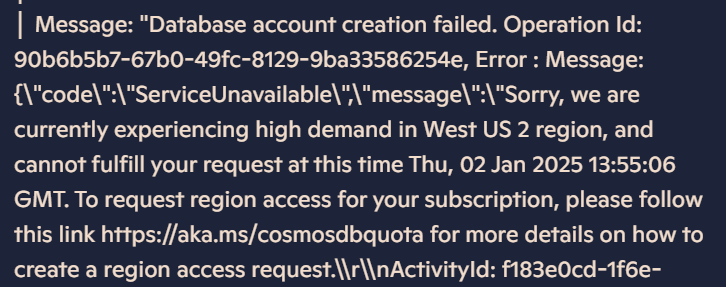 | Message: "Database account creation failed. Operation Id:
90b6b5b7-67b0-49fc-8129-9ba33586254e, Error : Message:
{\"code\":\"ServiceUnavailable\",\"message\":\"Sorry, we are
currently experiencing high demand in West US 2 region, and
cannot fulfill your request at this time Thu, 02 Jan 2025 13:55:06
GMT. To request region access for your subscription, please follow
this link https://aka.ms/cosmosdbquota for more details on how to
create a region access request.\\r\\nActivityId: f183e0cd-1f6e-